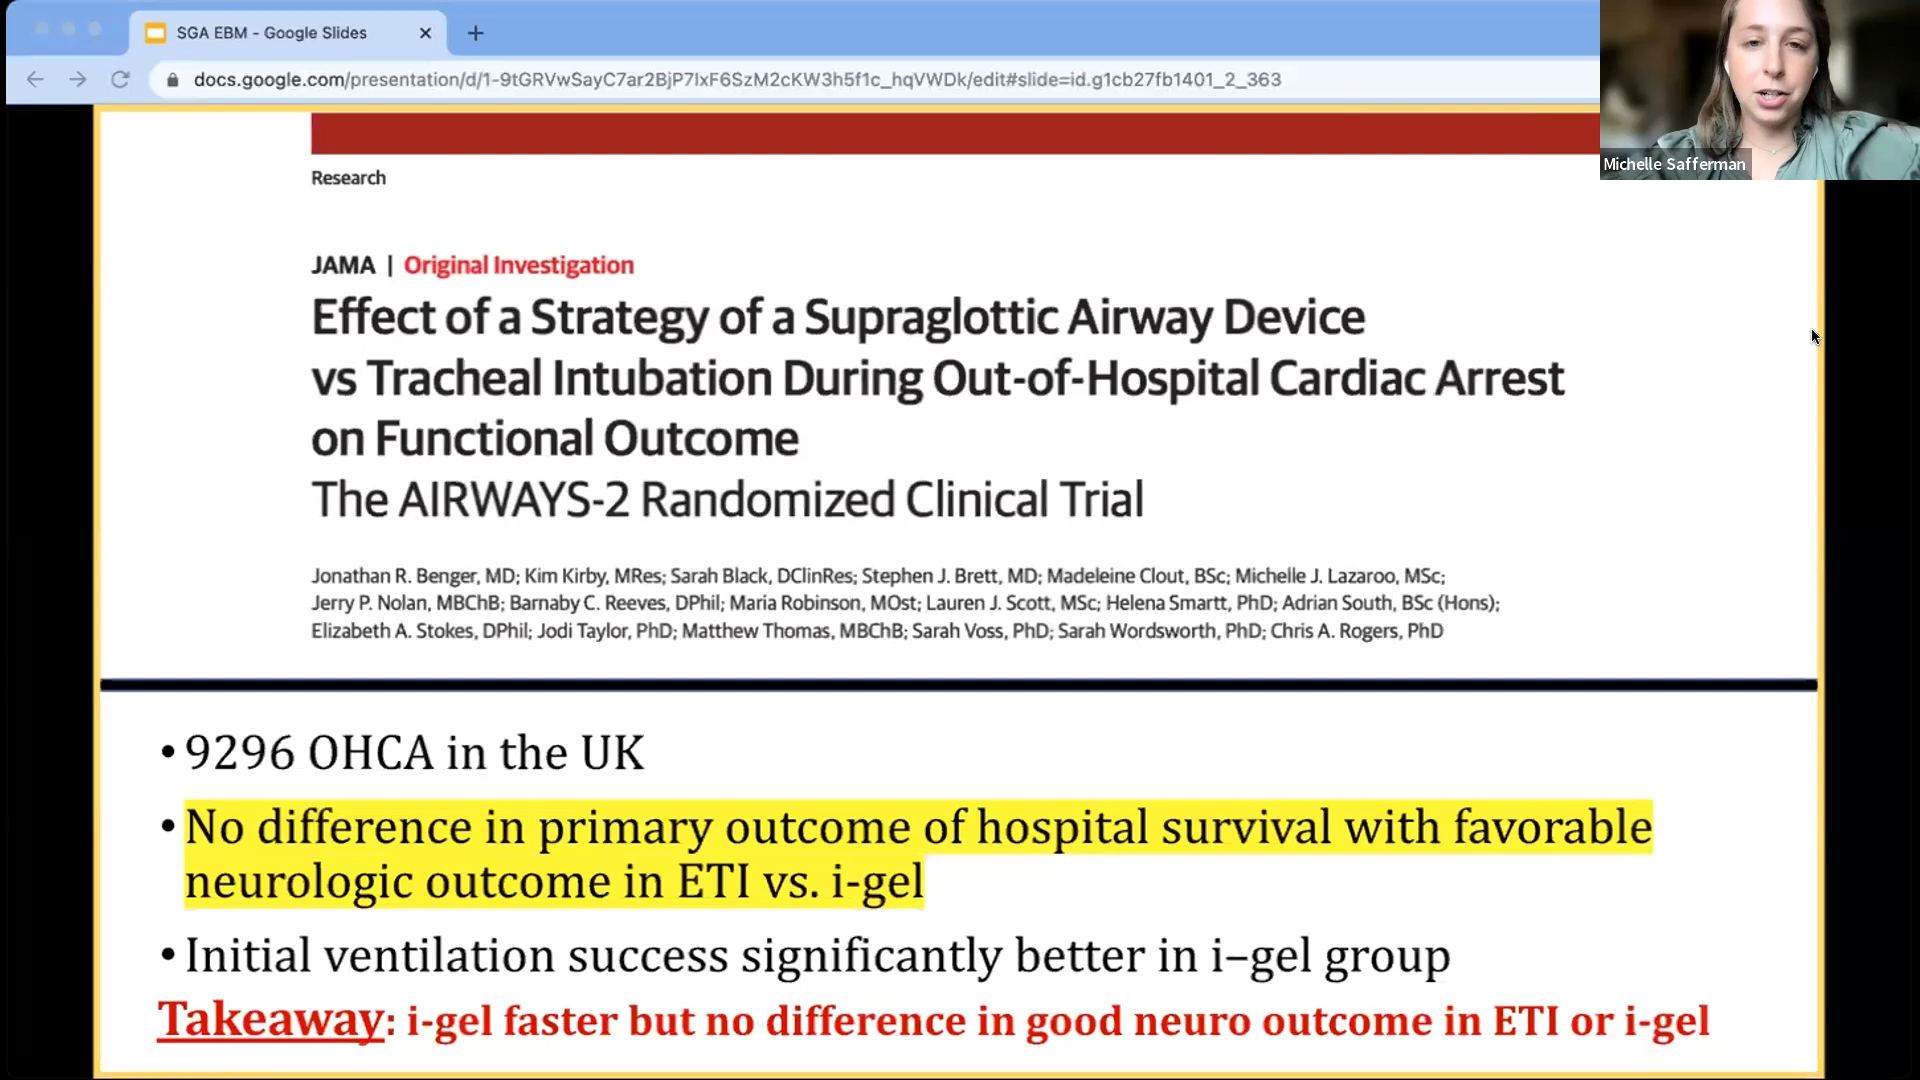 SGA EBM - Google Slides
docs.google.com/presentation/d/1-9tGRVwSayC7ar2BjP7IxF6SzM2cKW3h5f1c_hqVWDk/edit#slide=id.g1cb27fb1401_2_363
Michelle Safferman
Research
JAMA | Original Investigation
Effect of a Strategy of a Supraglottic Airway Device
vs Tracheal Intubation During Out-of-Hospital Cardiac Arrest
on Functional Outcome
The AIRWAYS-2 Randomized Clinical Trial
Jonathan R. Benger, MD; Kim Kirby, MRes; Sarah Black, DClinRes; Stephen J. Brett, MD; Madeleine Clout, BSc; Michelle J. Lazaroo, MSc;
Jerry P. Nolan, MBChB; Barnaby C. Reeves, DPhil; Maria Robinson, MOst; Lauren J. Scott, MSc; Helena Smartt, PhD; Adrian South, BSc (Hons);
Elizabeth A. Stokes, DPhil; Jodi Taylor, PhD; Matthew Thomas, MBChB; Sarah Voss, PhD; Sarah Wordsworth, PhD; Chris A. Rogers, PhD
• 9296 OHCA in the UK
• No difference in primary outcome of hospital survival with favorable
neurologic outcome in ETI vs. i-gel
• Initial ventilation success significantly better in i–gel group
Takeaway: i-gel faster but no difference in good neuro outcome in ETI or i-gel